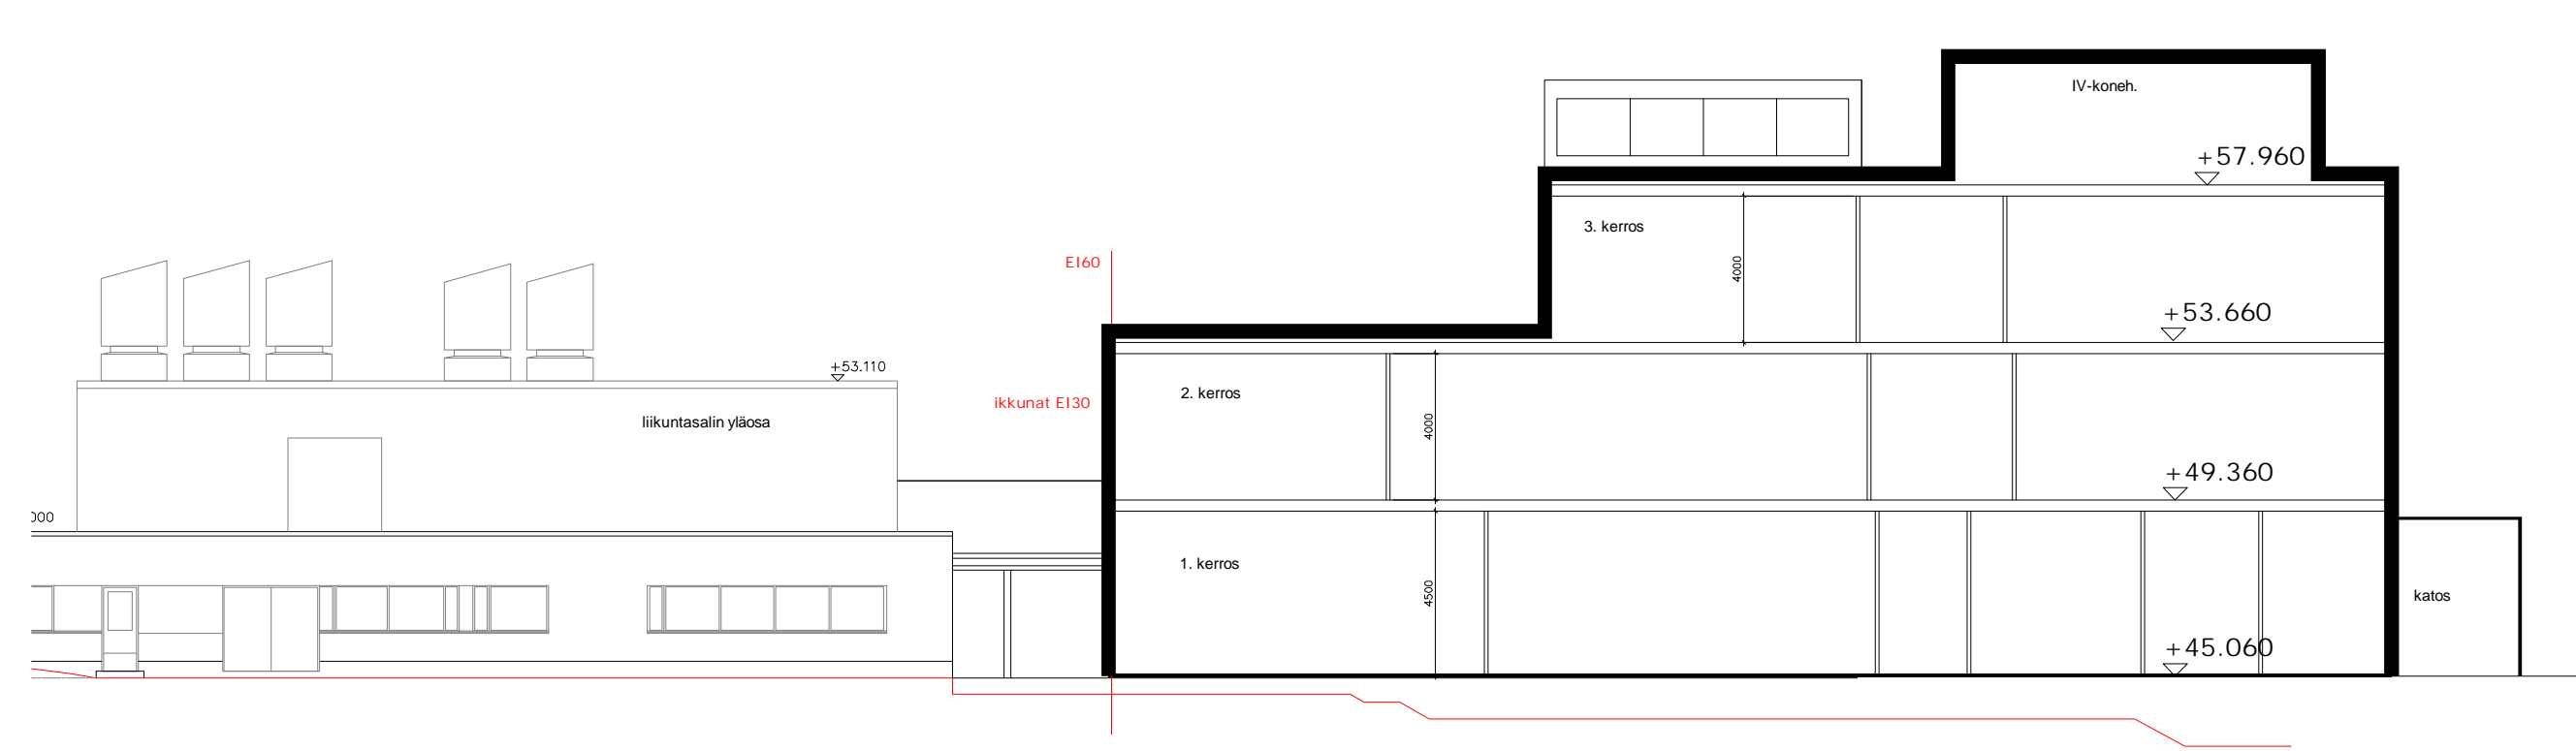 IV-koneh.
+57.960
3. kerros
EI60
4000
+53.660
+53.110
2. kerros
ikkunat EI30
liikuntasalin yläosa
4000
+49.360
000
1. kerros
4500
katos
+45.060